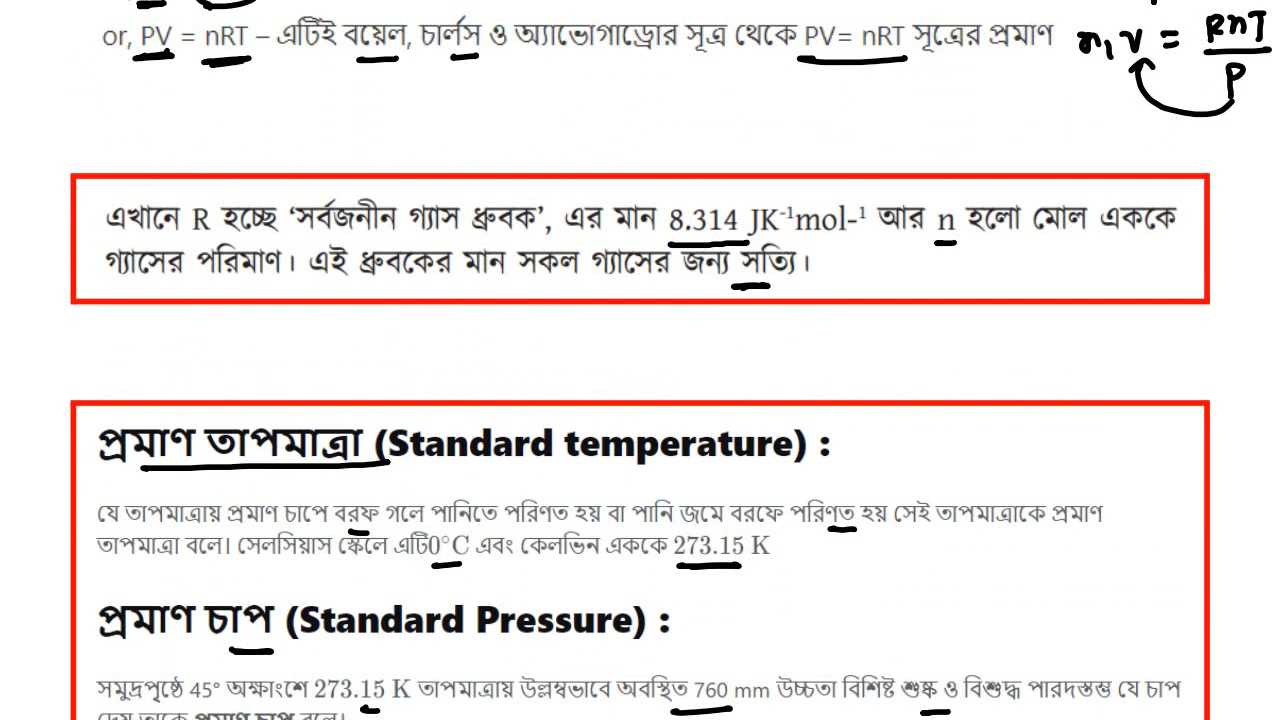 or, PV = nRT – এটিই বয়েল, চার্লস ও অ্যাভোগাড্রোর সূত্র থেকে PV= nRT সূত্রের প্রমাণ
v = RnT
P
এখানে R হচ্ছে ‘সর্বজনীন গ্যাস ধ্রুবক’, এর মান 8.314 JK⁻¹mol-¹ আর n হলো মোল এককে
গ্যাসের পরিমাণ। এই ধ্রুবকের মান সকল গ্যাসের জন্য সত্যি।
প্রমাণ তাপমাত্রা (Standard temperature) :
যে তাপমাত্রায় প্রমাণ চাপে বরফ গলে পানিতে পরিণত হয় বা পানি জমে বরফে পরিণত হয় সেই তাপমাত্রাকে প্রমাণ
তাপমাত্রা বলে। সেলসিয়াস স্কেলে এটি0°C এবং কেলভিন এককে 273.15 K
প্রমাণ চাপ (Standard Pressure) :
সমুদ্রপৃষ্ঠে 45° অক্ষাংশে 273.15 K তাপমাত্রায় উল্লম্বভাবে অবস্থিত 760 mm উচ্চতা বিশিষ্ট শুষ্ক ও বিশুদ্ধ পারদস্তম্ভ যে চাপ